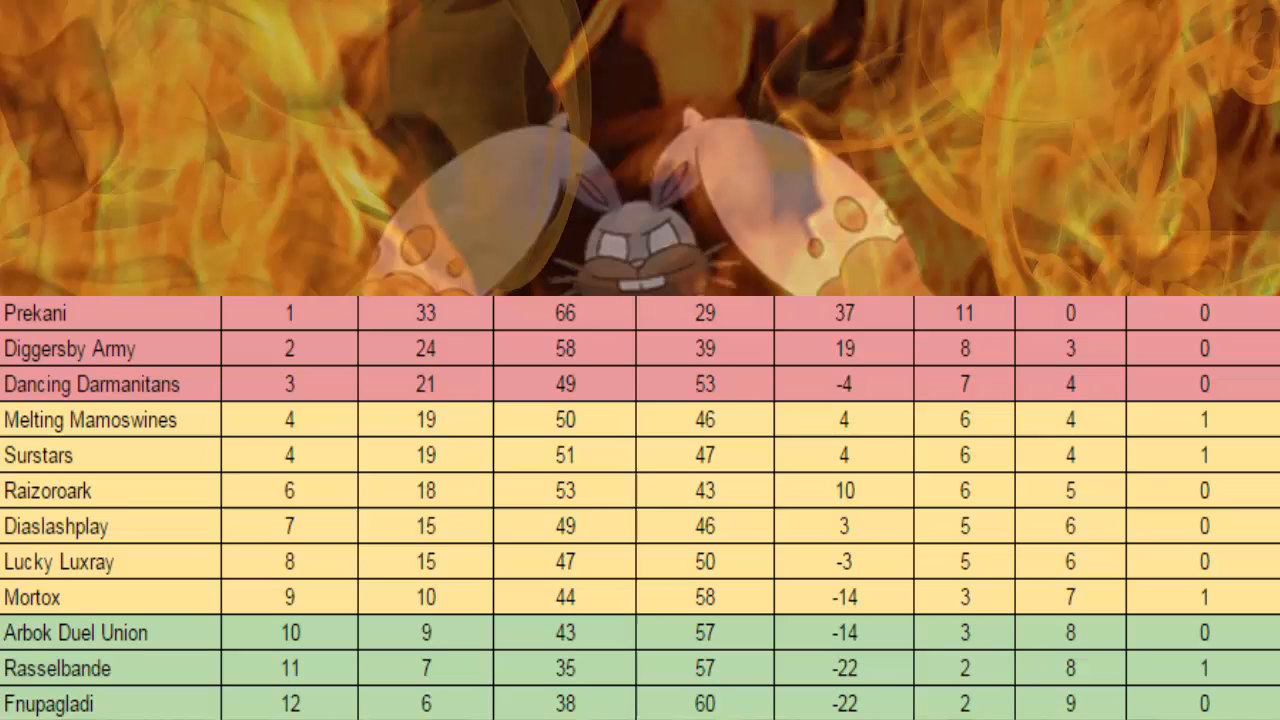 Prekani 1 33 66 29 37 11 0 0
Diggersby Army 2 24 58 39 19 8 3 0
Dancing Darmanitans 3 21 49 53 -4 7 4 0
Melting Mamoswines 4 19 50 46 4 6 4 1
Surstars 4 19 51 47 4 6 4 1
Raizoroark 6 18 53 43 10 6 5 0
Diaslashplay 7 15 49 46 3 5 6 0
Lucky Luxray 8 15 47 50 -3 5 6 0
Mortox 9 10 44 58 -14 3 7 1
Arbok Duel Union 10 9 43 57 -14 3 8 0
Rasselbande 11 7 35 57 -22 2 8 1
Fnupagladi 12 6 38 60 -22 2 9 0